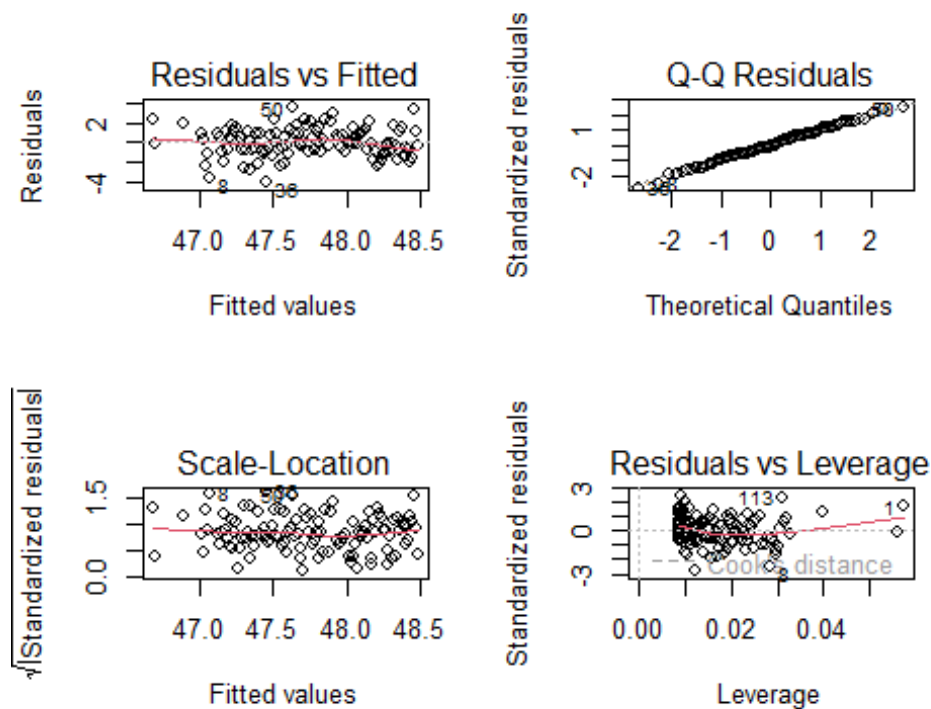 Residuals vs Fitted
Residuals
2
-4
50
8
36
47.0 47.5 48.0 48.5
Fitted values
Q-Q Residuals
Standardized residuals
1
-2
-2 -1 0 1 2
Theoretical Quantiles
Scale-Location
√|Standardized residuals|
1.5
0.0
8
47.0 47.5 48.0 48.5
Fitted values
Residuals vs Leverage
Standardized residuals
3
0
-3
113
1
8
Cook's distance
0.00 0.02 0.04
Leverage